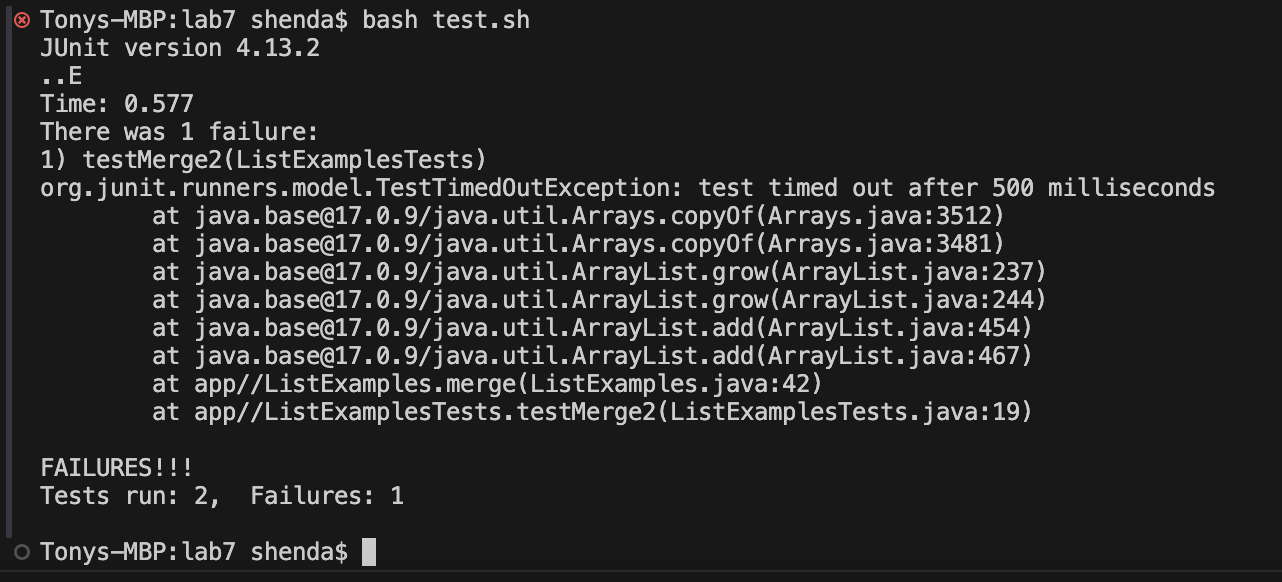 Tonys-MBP:lab7 shenda$ bash test.sh
JUnit version 4.13.2
..E
Time: 0.577
There was 1 failure:
1) testMerge2(ListExamplesTests)
org.junit.runners.model.TestTimedOutException: test timed out after 500 milliseconds
        at java.base@17.0.9/java.util.Arrays.copyOf(Arrays.java:3512)
        at java.base@17.0.9/java.util.Arrays.copyOf(Arrays.java:3481)
        at java.base@17.0.9/java.util.ArrayList.grow(ArrayList.java:237)
        at java.base@17.0.9/java.util.ArrayList.grow(ArrayList.java:244)
        at java.base@17.0.9/java.util.ArrayList.add(ArrayList.java:454)
        at java.base@17.0.9/java.util.ArrayList.add(ArrayList.java:467)
        at app//ListExamples.merge(ListExamples.java:42)
        at app//ListExamplesTests.testMerge2(ListExamplesTests.java:19)

FAILURES!!!
Tests run: 2,  Failures: 1

Tonys-MBP:lab7 shenda$